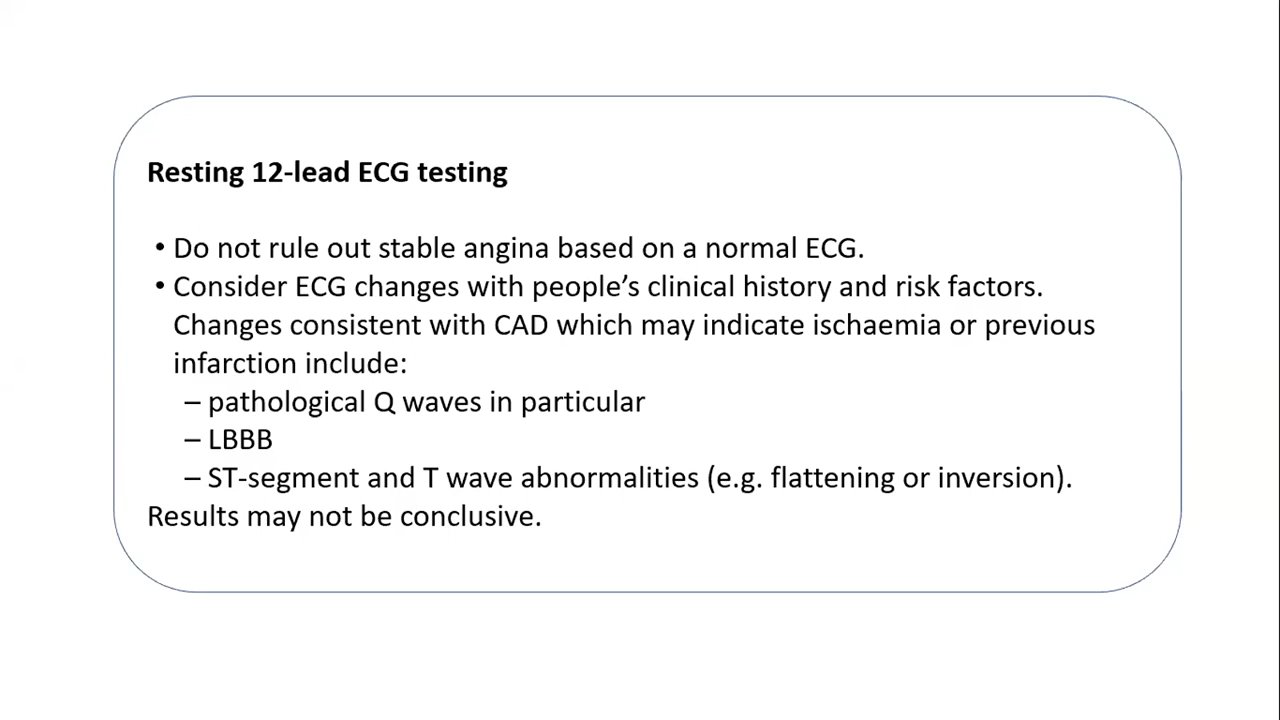 Resting 12-lead ECG testing
• Do not rule out stable angina based on a normal ECG.
• Consider ECG changes with people’s clinical history and risk factors.
Changes consistent with CAD which may indicate ischaemia or previous
infarction include:
– pathological Q waves in particular
– LBBB
– ST-segment and T wave abnormalities (e.g. flattening or inversion).
Results may not be conclusive.